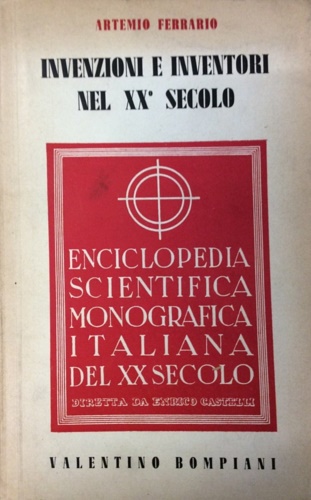 ARTEMIO FERRARIO
INVENZIONI E INVENTORI
NEL XX° SECOLO
ENCICLOPEDIA
SCIENTIFICA
MONOGRAFICA
ITALIANA
DEL XX SECOLO
DIRETTA DA ENRICO CASTELLI
VALENTINO BOMPIANI